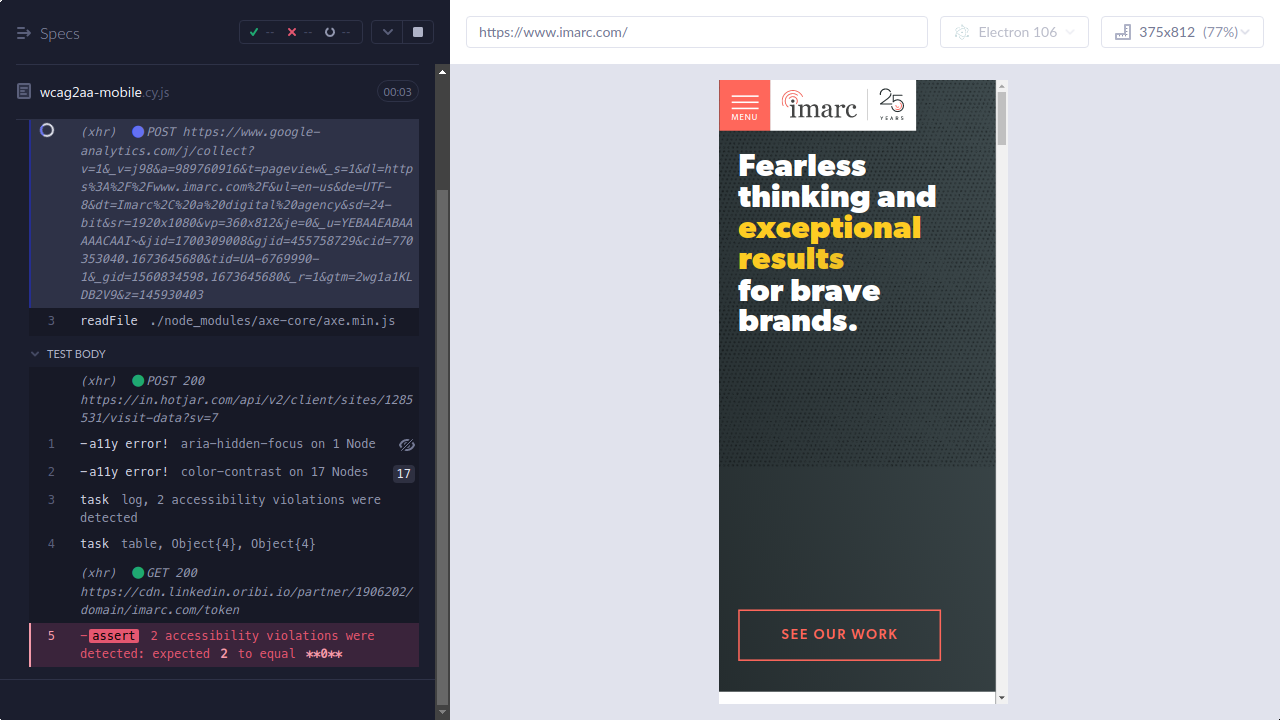 Specs
--
--
--
https://www.imarc.com/
Electron 106
375x812 (77%)
wcag2aa-mobile.cy.js
00:03
(xhr) POST https://www.google-
analytics.com/j/collect?
v=1&_v=j98&a=989760916&t=pageview&_s=1&dl=http
s%3A%2F%2Fwww.imarc.com%2F&ul=en-us&de=UTF-
8&dt=Imarc%2C%20a%20digital%20agency&sd=24-
bit&sr=1920x1080&vp=360x812&je=0&_u=YEBAAEABAA
AAACAAI~&jid=1700309008&gjid=455758729&cid=770
353040.1673645680&tid=UA-6769990-
1&_gid=1560834598.1673645680&_r=1&gtm=2wg1a1KL
DB2V9&z=145930403
3 readFile ./node_modules/axe-core/axe.min.js
TEST BODY
(xhr) POST 200
https://in.hotjar.com/api/v2/client/sites/1285
531/visit-data?sv=7
1 -a11y error! aria-hidden-focus on 1 Node
2 -a11y error! color-contrast on 17 Nodes 17
3 task log, 2 accessibility violations were
detected
4 task table, Object{4}, Object{4}
(xhr) GET 200
https://cdn.linkedin.oribi.io/partner/1906202/
domain/imarc.com/token
5 -assert 2 accessibility violations were
detected: expected 2 to equal **0**
MENU
imarc
25
YEARS
Fearless
thinking and
exceptional
results
for brave
brands.
SEE OUR WORK